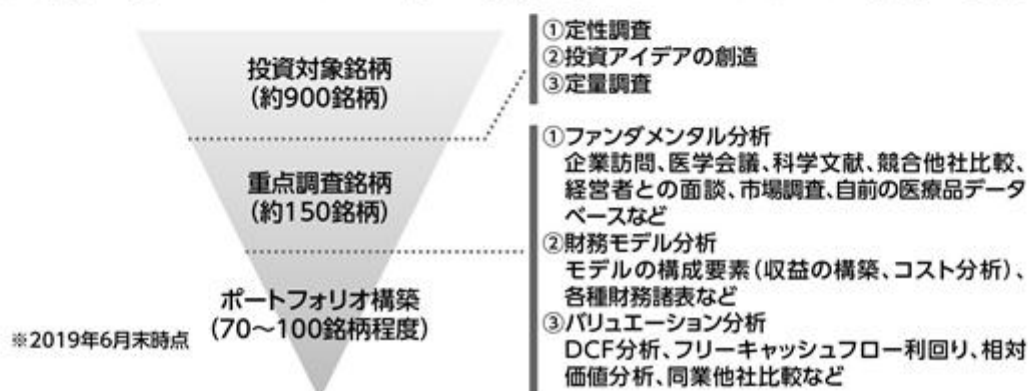 投資対象銘柄
(約900銘柄)
重点調査銘柄
(約150銘柄)
ポートフォリオ構築
(70～100銘柄程度)
※2019年6月末時点
①定性調査
②投資アイデアの創造
③定量調査
①ファンダメンタル分析
企業訪問、医学会議、科学文献、競合他社比較、
経営者との面談、市場調査、自前の医療品データ
ベースなど
②財務モデル分析
モデルの構成要素(収益の構築、コスト分析)、
各種財務諸表など
③バリュエーション分析
DCF分析、フリーキャッシュフロー利回り、相対
価値分析、同業他社比較など